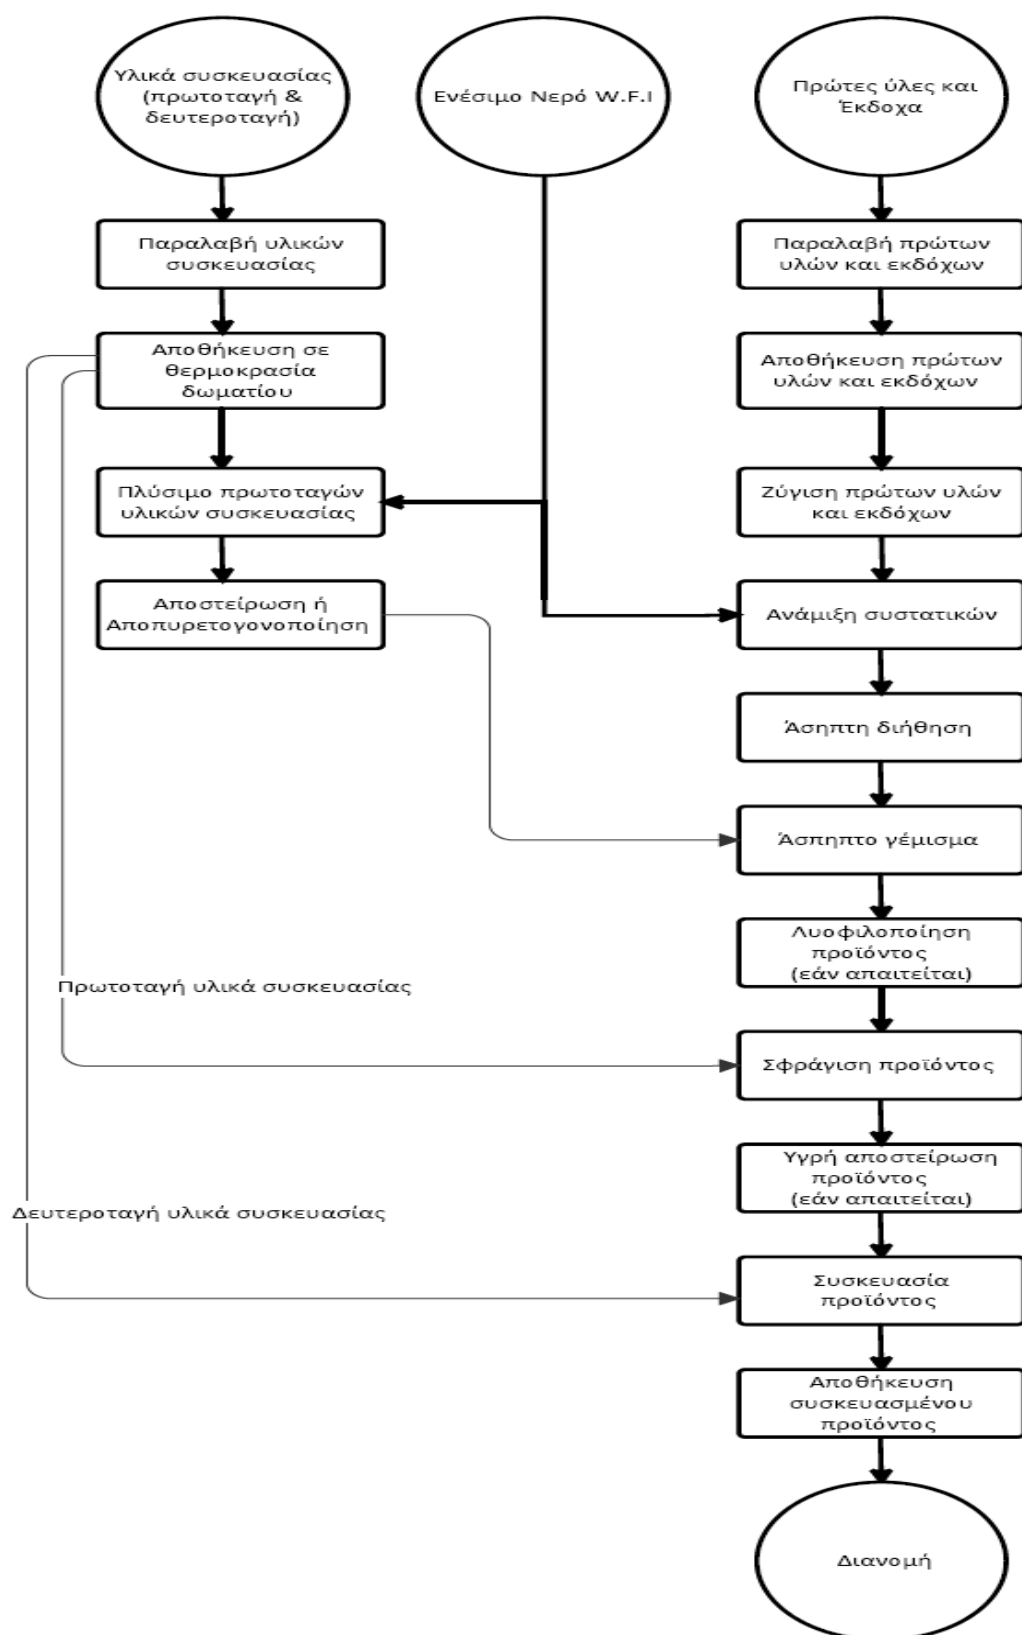 Υλικά συσκευασίας
(πρωτοταγή &
δευτεροταγή)
Ενέσιμο Νερό W.F.I
Πρώτες ύλες και
Έκδοχα
Παραλαβή υλικών
συσκευασίας
Παραλαβή πρώτων
υλών και εκδόχων
Αποθήκευση σε
θερμοκρασία
δωματίου
Αποθήκευση πρώτων
υλών και εκδόχων
Πλύσιμο πρωτοταγών
υλικών συσκευασίας
Ζύγιση πρώτων υλών
και εκδόχων
Αποστείρωση ή
Αποπυρετογονοποίηση
Ανάμιξη συστατικών
Άσηπτη διήθηση
Άσπηπτο γέμισμα
Λυοφιλοποίηση
προϊόντος
(εάν απαιτείται)
Πρωτοταγή υλικά συσκευασίας
Σφράγιση προϊόντος
Υγρή αποστείρωση
προϊόντος
(εάν απαιτείται)
Δευτεροταγή υλικά συσκευασίας
Συσκευασία
προϊόντος
Αποθήκευση
συσκευασμένου
προϊόντος
Διανομή